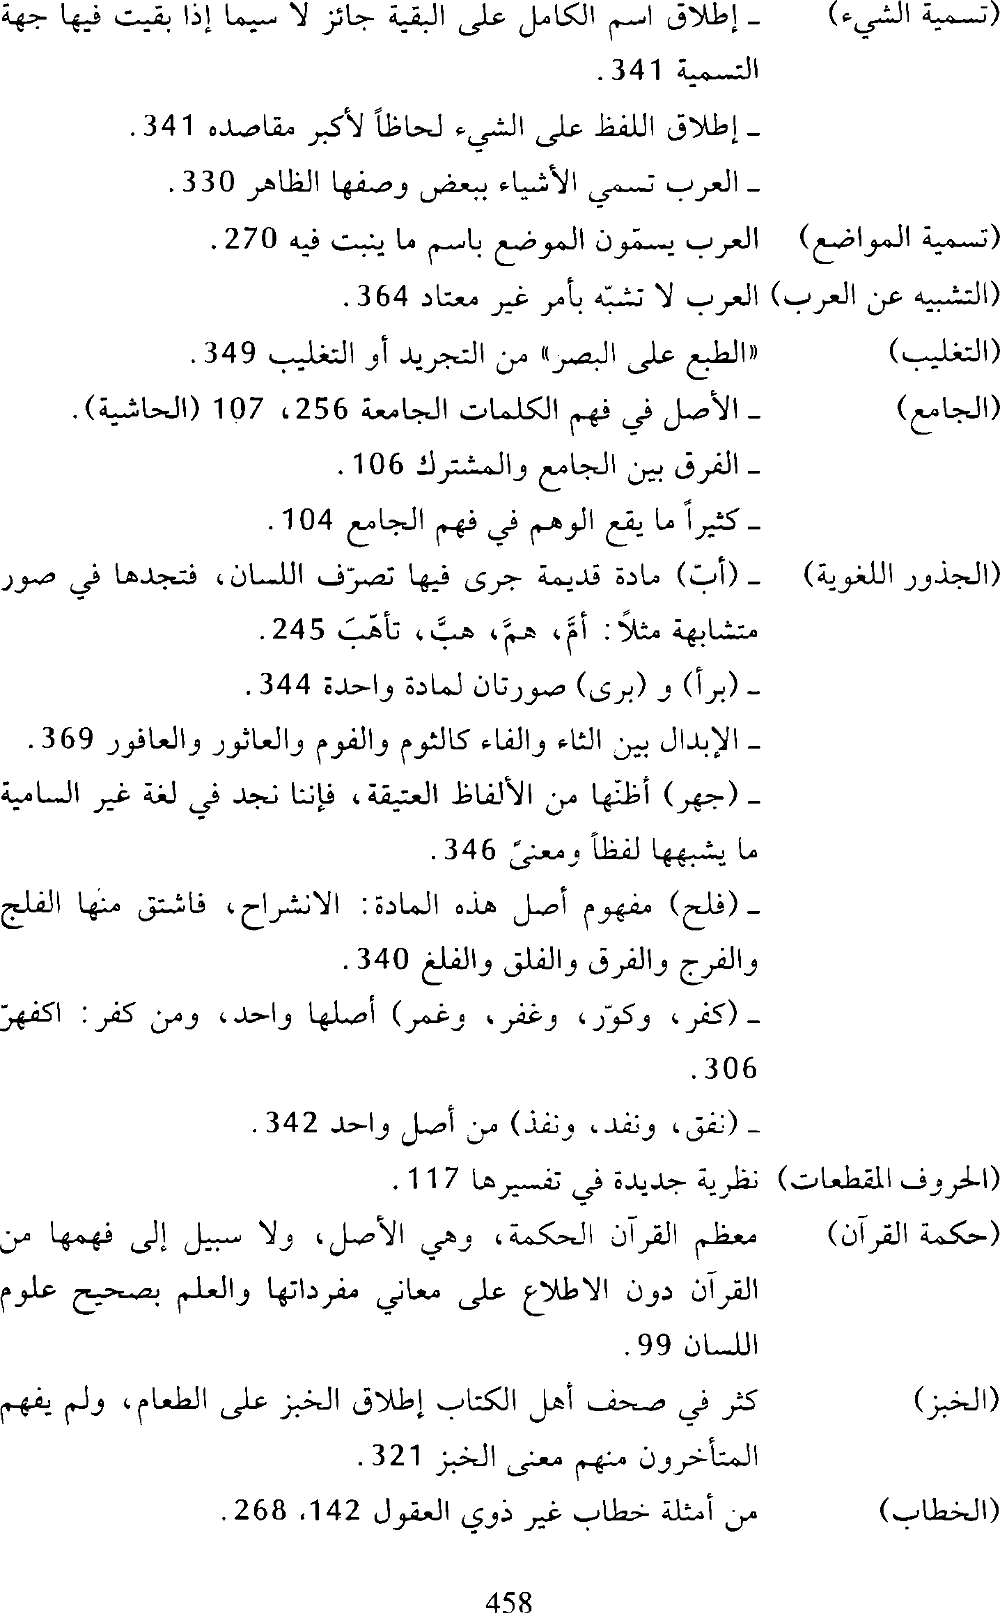 (تسمية الشيء) ـ إطلاق اسم الكامل على البقية جائز لا سيما إذا بقيت فيها جهة
التسمية 341.
ـ إطلاق اللفظ على الشيء لحاظاً لأكبر مقاصده 341.
ـ العرب تسمي الأشياء ببعض وصفها الظاهر 330.
(تسمية المواضع) العرب يسمّون الموضع باسم ما ينبت فيه 270.
(التشبيه عن العرب) العرب لا تشبّه بأمر غير معتاد 364.
(التغليب) «الطبع على البصر» من التجريد أو التغليب 349.
(الجامع) ـ الأصل في فهم الكلمات الجامعة 256، 107 (الحاشية).
ـ الفرق بين الجامع والمشترك 106.
ـ كثيراً ما يقع الوهم في فهم الجامع 104.
(الجذور اللغوية) ـ (أبّ) مادة قديمة جرى فيها تصرّف اللسان، فتجدها في صور
متشابهة مثلاً: أمَّ، همَّ، هبَّ، تأهَّبَ 245.
ـ (برأ) و (برى) صورتان لمادة واحدة 344.
ـ الإبدال بين الثاء والفاء كالثوم والفوم والعاثور والعافور 369.
ـ (جهر) أظنّها من الألفاظ العتيقة، فإننا نجد في لغة غير السامية
ما يشبهها لفظاً ومعنىً 346.
ـ (فلح) مفهوم أصل هذه المادة: الانشراح، فاشتق منها الفلج
والفرج والفرق والفلق والفلغ 340.
ـ (كفر، وكوّر، وغفر، وغمر) أصلها واحد، ومن كفر: اكفهرّ
306.
ـ (نفق، ونفد، ونفذ) من أصل واحد 342.
(الحروف المقطعات) نظرية جديدة في تفسيرها 117.
(حكمة القرآن) معظم القرآن الحكمة، وهي الأصل، ولا سبيل إلى فهمها من
القرآن دون الاطلاع على معاني مفرداتها والعلم بصحيح علوم
اللسان 99.
(الخبز) كثر في صحف أهل الكتاب إطلاق الخبز على الطعام، ولم يفهم
المتأخرون منهم معنى الخبز 321.
(الخطاب) من أمثلة خطاب غير ذوي العقول 142، 268.
458